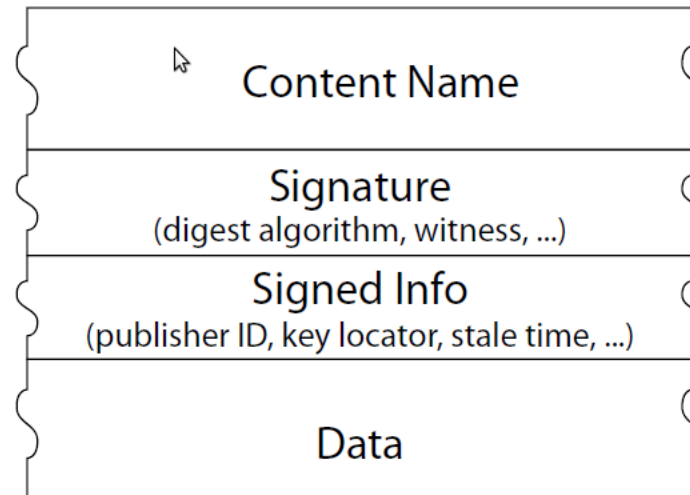 Content Name
Signature
(digest algorithm, witness, ...)
Signed Info
(publisher ID, key locator, stale time, ...)
Data